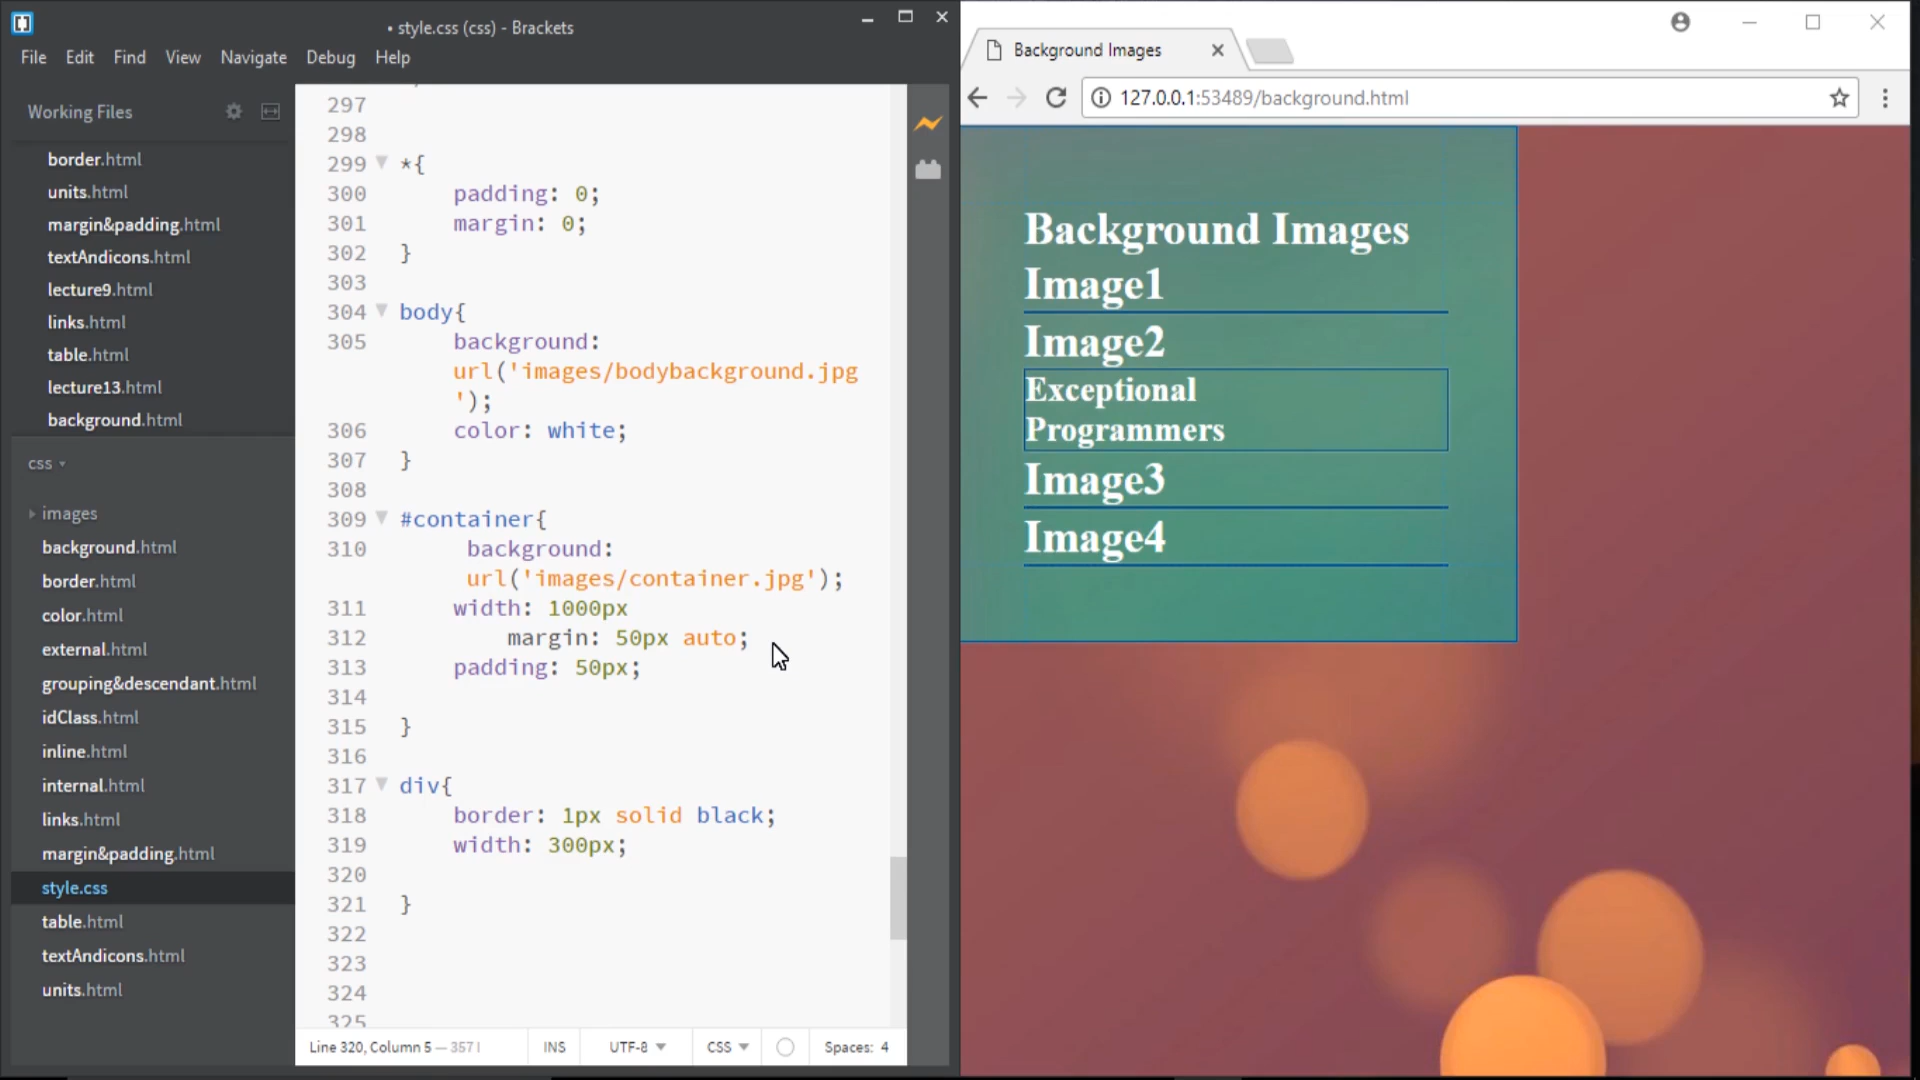 • style.css (css) - Brackets
File Edit Find View Navigate Debug Help
Working Files
border.html
units.html
margin&padding.html
textAndicons.html
lecture9.html
links.html
table.html
lecture13.html
background.html
css
images
background.html
border.html
color.html
external.html
grouping&descendant.html
idClass.html
inline.html
internal.html
links.html
margin&padding.html
style.css
table.html
textAndicons.html
units.html
297
298
299 *{
300 padding: 0;
301 margin: 0;
302 }
303
304 body{
305 background:
url('images/bodybackground.jpg
');
306 color: white;
307 }
308
309 #container{
310 background:
url('images/container.jpg');
311 width: 1000px
312 margin: 50px auto;
313 padding: 50px;
314
315 }
316
317 div{
318 border: 1px solid black;
319 width: 300px;
320
321 }
322
323
324
325
Line 320, Column 5 — 357 l
INS UTF-8 CSS Spaces: 4
Background Images
127.0.0.1:53489/background.html
Background Images
Image1
Image2
Exceptional
Programmers
Image3
Image4